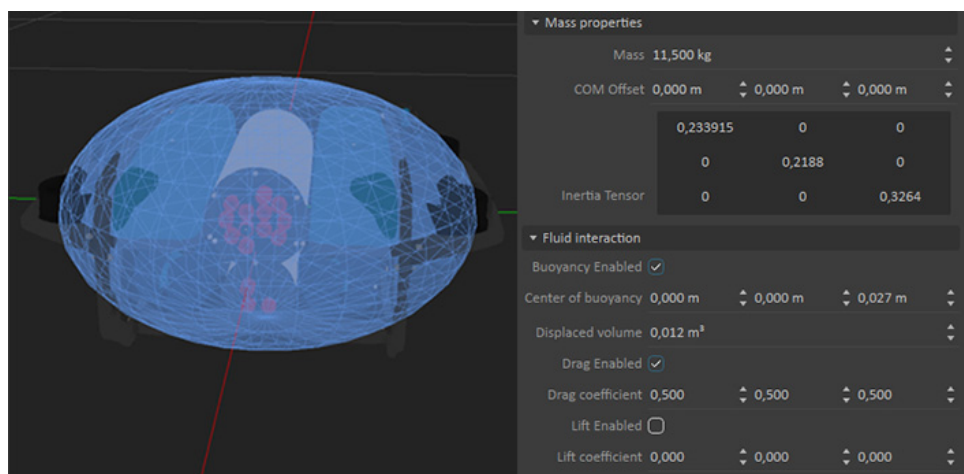 Mass properties
Mass 11,500 kg
COM Offset 0,000 m 0,000 m 0,000 m
0,233915 0 0
0 0,2188 0
Inertia Tensor 0 0 0,3264
Fluid interaction
Buoyancy Enabled
Center of buoyancy 0,000 m 0,000 m 0,027 m
Displaced volume 0,012 m³
Drag Enabled
Drag coefficient 0,500 0,500 0,500
Lift Enabled
Lift coefficient 0,000 0,000 0,000